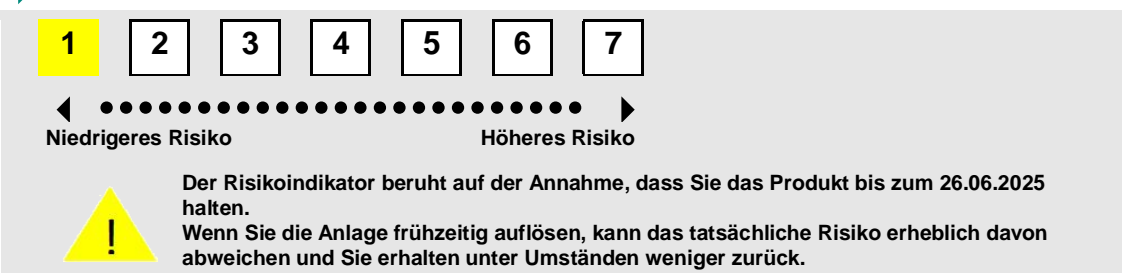 1 2 3 4 5 6 7
Niedrigeres Risiko Höheres Risiko
Der Risikoindikator beruht auf der Annahme, dass Sie das Produkt bis zum 26.06.2025
halten.
Wenn Sie die Anlage frühzeitig auflösen, kann das tatsächliche Risiko erheblich davon
abweichen und Sie erhalten unter Umständen weniger zurück.
!